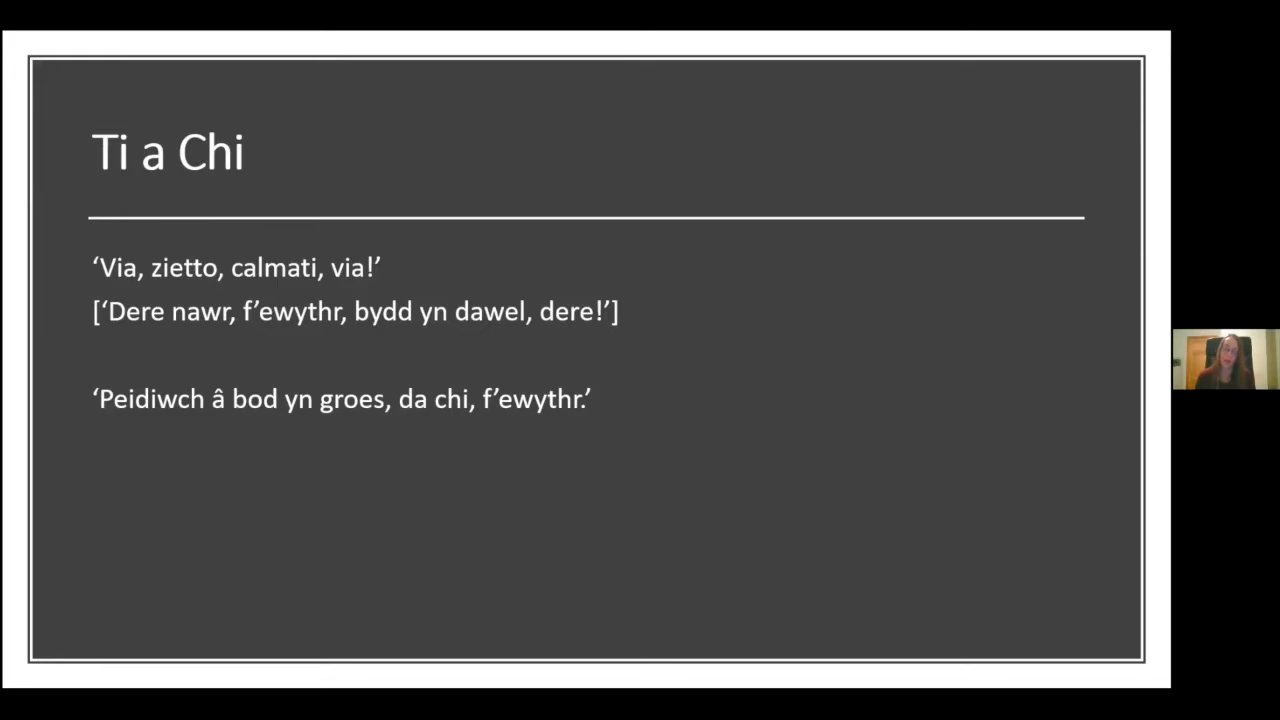 Ti a Chi
‘Via, zietto, calmati, via!’
[‘Dere nawr, f’ewythr, bydd yn dawel, dere!’]
‘Peidiwch â bod yn groes, da chi, f’ewythr.’